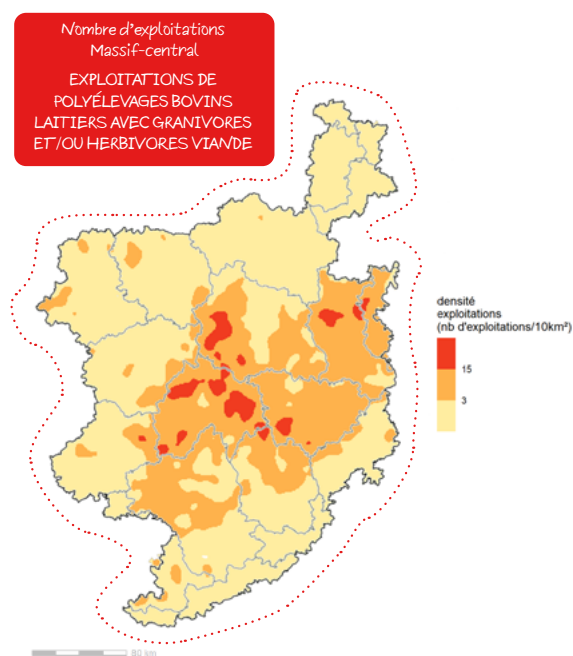 Nombre d'exploitations
Massif-central
EXPLOITATIONS DE
POLYÉLEVAGES BOVINS
LAITIERS AVEC GRANIVORES
ET/OU HERBIVORES VIANDE
densité
exploitations
(nb d'exploitations/10km²)
15
3
80 km